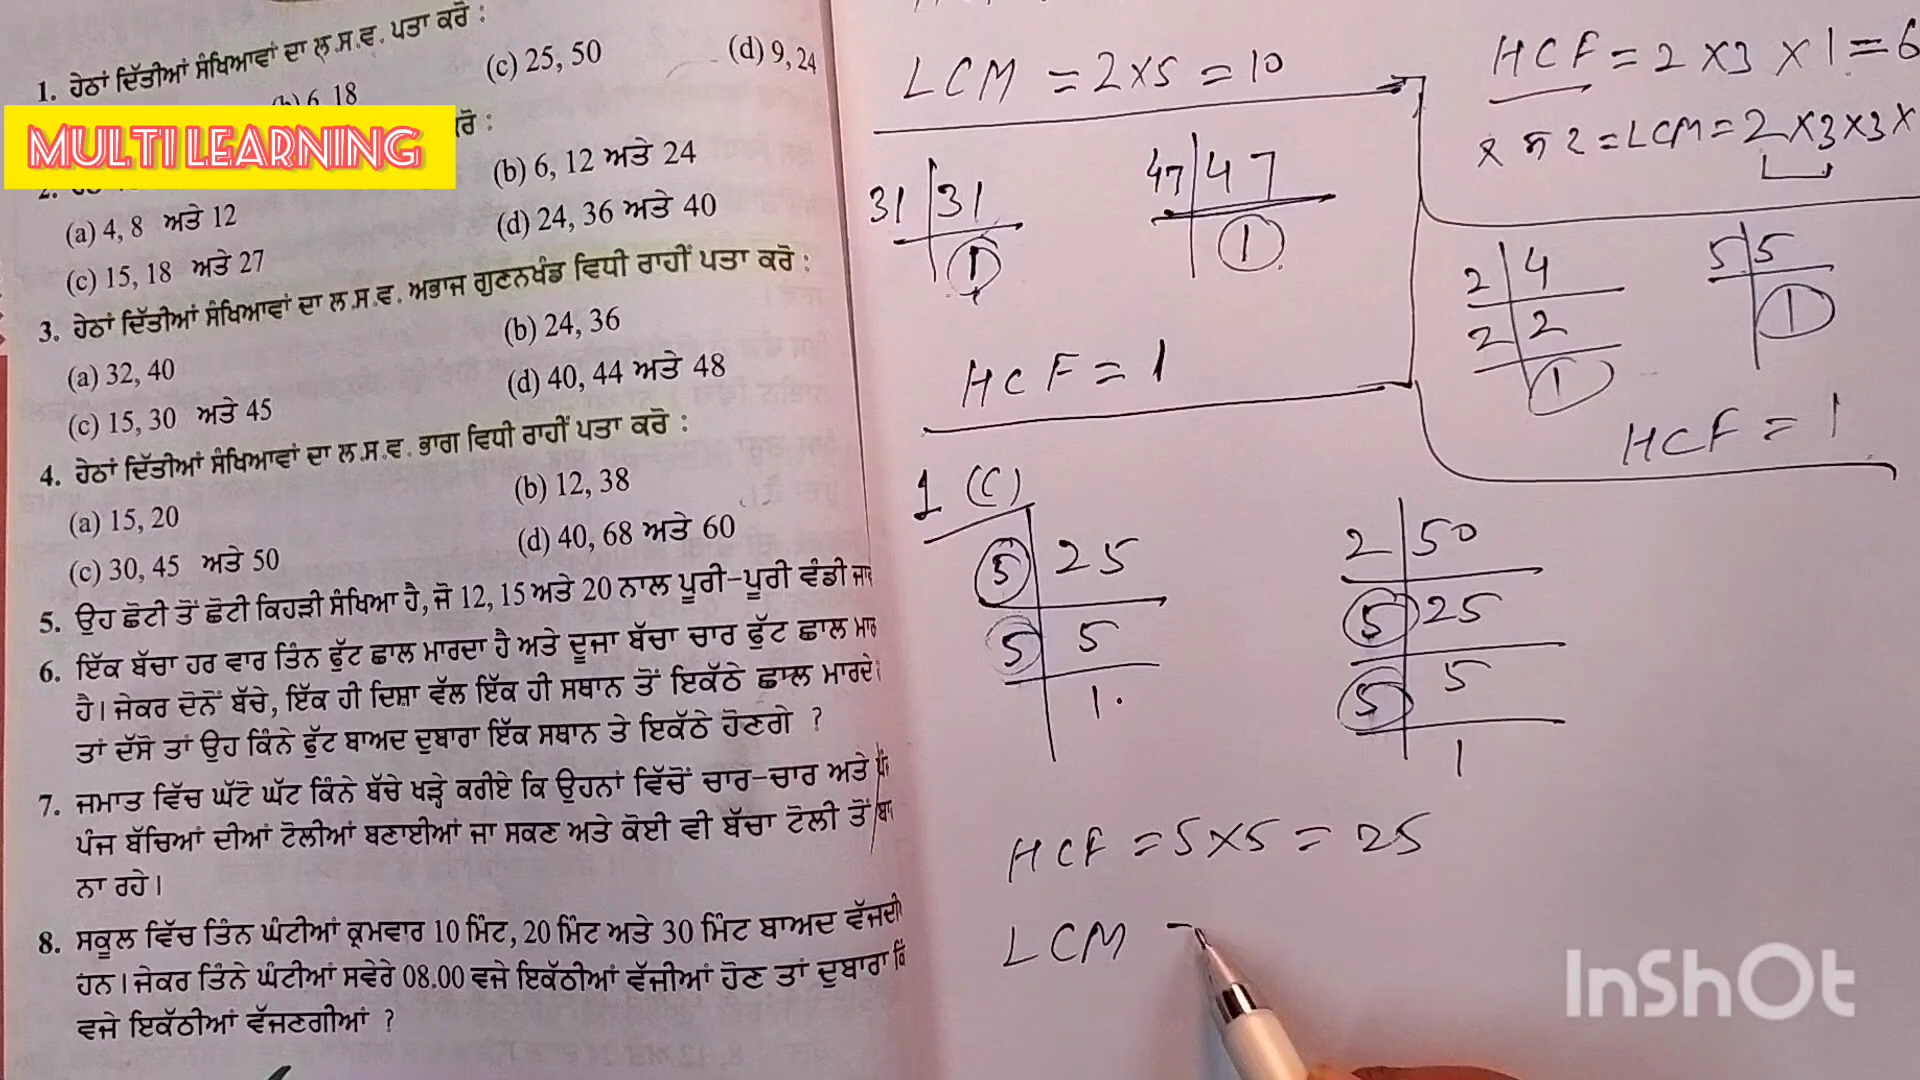 1. ਹੇਠਾਂ ਦਿੱਤੀਆਂ ਸੰਖਿਆਵਾਂ ਦਾ ਲ.ਸ.ਵ. ਪਤਾ ਕਰੋ :
(b) 6, 18 (c) 25, 50 (d) 9, 24
MULTI LEARNING
ਕਰੋ :
2.
(a) 4, 8 ਅਤੇ 12 (b) 6, 12 ਅਤੇ 24
(c) 15, 18 ਅਤੇ 27 (d) 24, 36 ਅਤੇ 40
3. ਹੇਠਾਂ ਦਿੱਤੀਆਂ ਸੰਖਿਆਵਾਂ ਦਾ ਲ.ਸ.ਵ. ਅਭਾਜ ਗੁਣਨਖੰਡ ਵਿਧੀ ਰਾਹੀਂ ਪਤਾ ਕਰੋ :
(a) 32, 40 (b) 24, 36
(c) 15, 30 ਅਤੇ 45 (d) 40, 44 ਅਤੇ 48
4. ਹੇਠਾਂ ਦਿੱਤੀਆਂ ਸੰਖਿਆਵਾਂ ਦਾ ਲ.ਸ.ਵ. ਭਾਗ ਵਿਧੀ ਰਾਹੀਂ ਪਤਾ ਕਰੋ :
(a) 15, 20 (b) 12, 38
(c) 30, 45 ਅਤੇ 50 (d) 40, 68 ਅਤੇ 60
5. ਉਹ ਛੋਟੀ ਤੋਂ ਛੋਟੀ ਕਿਹੜੀ ਸੰਖਿਆ ਹੈ, ਜੋ 12, 15 ਅਤੇ 20 ਨਾਲ ਪੂਰੀ-ਪੂਰੀ ਵੰਡੀ
6. ਇੱਕ ਬੱਚਾ ਹਰ ਵਾਰ ਤਿੰਨ ਫੁੱਟ ਛਾਲ ਮਾਰਦਾ ਹੈ ਅਤੇ ਦੂਜਾ ਬੱਚਾ ਚਾਰ ਫੁੱਟ ਛਾਲ
ਹੈ। ਜੇਕਰ ਦੋਨੋਂ ਬੱਚੇ, ਇੱਕ ਹੀ ਦਿਸ਼ਾ ਵੱਲ ਇੱਕ ਹੀ ਸਥਾਨ ਤੋਂ ਇਕੱਠੇ ਛਾਲ ਮਾਰਦੇ
ਤਾਂ ਦੱਸੋ ਤਾਂ ਉਹ ਕਿੰਨੇ ਫੁੱਟ ਬਾਅਦ ਦੁਬਾਰਾ ਇੱਕ ਸਥਾਨ ਤੇ ਇਕੱਠੇ ਹੋਣਗੇ ?
7. ਜਮਾਤ ਵਿੱਚ ਘੱਟੋ ਘੱਟ ਕਿੰਨੇ ਬੱਚੇ ਖੜ੍ਹੇ ਕਰੀਏ ਕਿ ਉਹਨਾਂ ਵਿੱਚੋਂ ਚਾਰ-ਚਾਰ ਅਤੇ
ਪੰਜ ਬੱਚਿਆਂ ਦੀਆਂ ਟੋਲੀਆਂ ਬਣਾਈਆਂ ਜਾ ਸਕਣ ਅਤੇ ਕੋਈ ਵੀ ਬੱਚਾ ਟੋਲੀ ਤੋਂ
ਨਾ ਰਹੇ।
8. ਸਕੂਲ ਵਿੱਚ ਤਿੰਨ ਘੰਟੀਆਂ ਕ੍ਰਮਵਾਰ 10 ਮਿੰਟ, 20 ਮਿੰਟ ਅਤੇ 30 ਮਿੰਟ ਬਾਅਦ ਵੱਜਦੀ
ਹਨ। ਜੇਕਰ ਤਿੰਨੇ ਘੰਟੀਆਂ ਸਵੇਰੇ 08.00 ਵਜੇ ਇਕੱਠੀਆਂ ਵੱਜੀਆਂ ਹੋਣ ਤਾਂ ਦੁਬਾਰਾ
ਵਜੇ ਇਕੱਠੀਆਂ ਵੱਜਣਗੀਆਂ ?
LCM = 2×5 = 10
31 | 31 47 | 47
1 1
HCF = 1
HCF = 2×3×1 = 6
= LCM = 2×3×3×
2 | 4 5 | 5
2 | 2 1
1
HCF = 1
1 (C)
5 | 25 2 | 50
5 | 5 5 | 25
1. 5 | 5
1
HCF = 5×5 = 25
LCM
InShOt